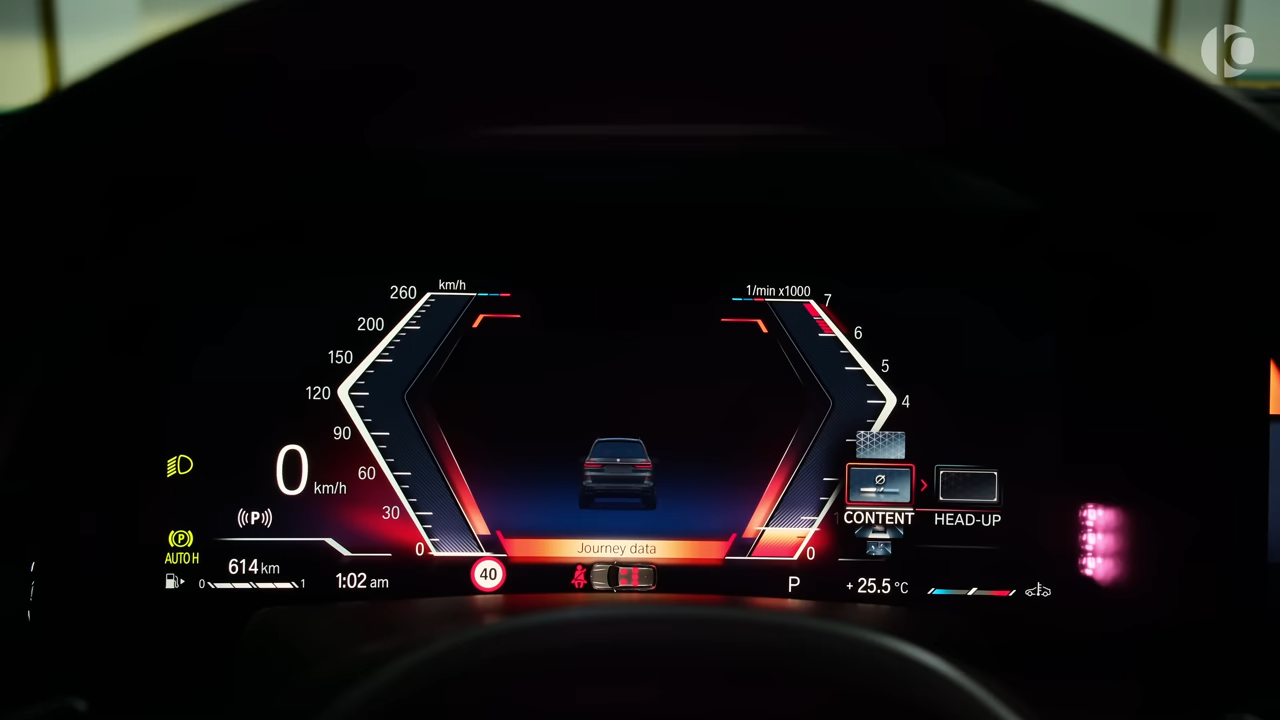 km/h
260
200
150
120
90
60
30
0
1/min x1000
7
6
5
4
0
0
km/h
((P))
(P)
AUTO H
614 km
0 1
1:02 am
40
Journey data
P
CONTENT
HEAD-UP
+25.5 °C